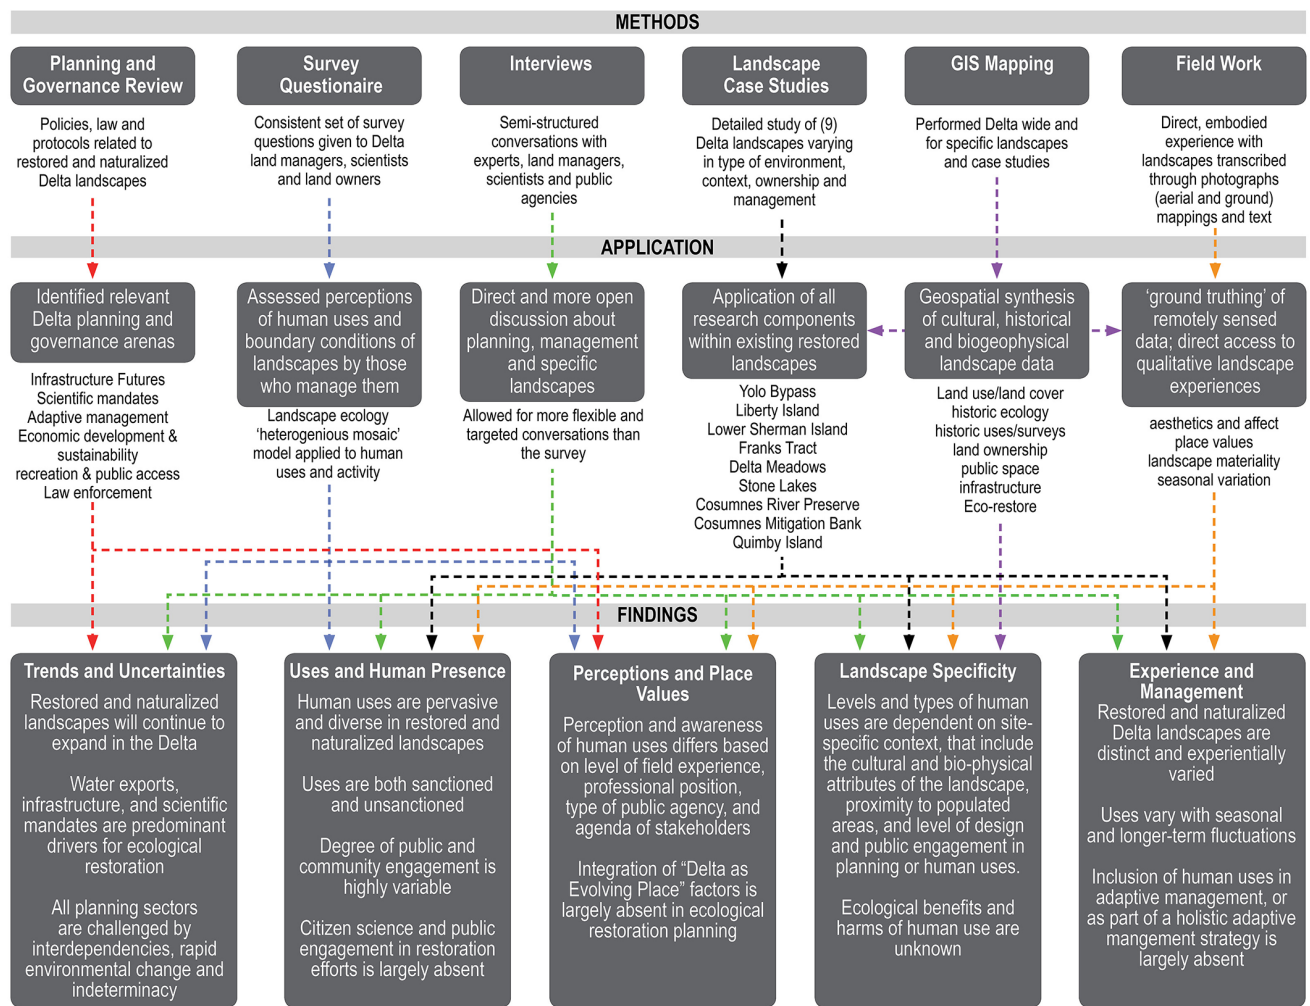 METHODS
Planning and
Governance Review
Survey
Questionaire
Interviews
Landscape
Case Studies
GIS Mapping
Field Work
Policies, law and
protocols related to
restored and naturalized
Delta landscapes
Consistent set of survey
questions given to Delta
land managers, scientists
and land owners
Semi-structured
conversations with
experts, land managers,
scientists and public
agencies
Detailed study of (9)
Delta landscapes varying
in type of environment,
context, ownership and
management
Performed Delta wide and
for specific landscapes
and case studies
Direct, embodied
experience with
landscapes transcribed
through photographs
(aerial and ground)
mappings and text
APPLICATION
Identified relevant
Delta planning and
governance arenas
Assessed perceptions
of human uses and
boundary conditions of
landscapes by those
who manage them
Direct and more open
discussion about
planning, management
and specific
landscapes
Application of all
research components
within existing restored
landscapes
Geospatial synthesis
of cultural, historical
and biogeophysical
landscape data
‘ground truthing’ of
remotely sensed
data; direct access to
qualitative landscape
experiences
Infrastructure Futures
Scientific mandates
Adaptive management
Economic development &
sustainability
recreation & public access
Law enforcement
Landscape ecology
‘heterogenious mosaic’
model applied to human
uses and activity
Allowed for more flexible and
targeted conversations than
the survey
Yolo Bypass
Liberty Island
Lower Sherman Island
Franks Tract
Delta Meadows
Stone Lakes
Cosumnes River Preserve
Cosumnes Mitigation Bank
Quimby Island
Land use/land cover
historic ecology
historic uses/surveys
land ownership
public space
infrastructure
Eco-restore
aesthetics and affect
place values
landscape materiality
seasonal variation
FINDINGS
Trends and Uncertainties
Restored and naturalized
landscapes will continue to
expand in the Delta
Water exports,
infrastructure, and scientific
mandates are predominant
drivers for ecological
restoration
All planning sectors
are challenged by
interdependencies, rapid
environmental change and
indeterminacy
Uses and Human Presence
Human uses are pervasive
and diverse in restored and
naturalized landscapes
Uses are both sanctioned
and unsanctioned
Degree of public and
community engagement is
highly variable
Citizen science and public
engagement in restoration
efforts is largely absent
Perceptions and Place
Values
Perception and awareness
of human uses differs based
on level of field experience,
professional position,
type of public agency, and
agenda of stakeholders
Integration of “Delta as
Evolving Place” factors is
largely absent in ecological
restoration planning
Landscape Specificity
Levels and types of human
uses are dependent on site-
specific context, that include
the cultural and bio-physical
attributes of the landscape,
proximity to populated
areas, and level of design
and public engagement in
planning or human uses.
Ecological benefits and
harms of human use are
unknown
Experience and
Management
Restored and naturalized
Delta landscapes are
distinct and experientially
varied
Uses vary with seasonal
and longer-term fluctuations
Inclusion of human uses in
adaptive management, or
as part of a holistic adaptive
mangement strategy is
largely absent